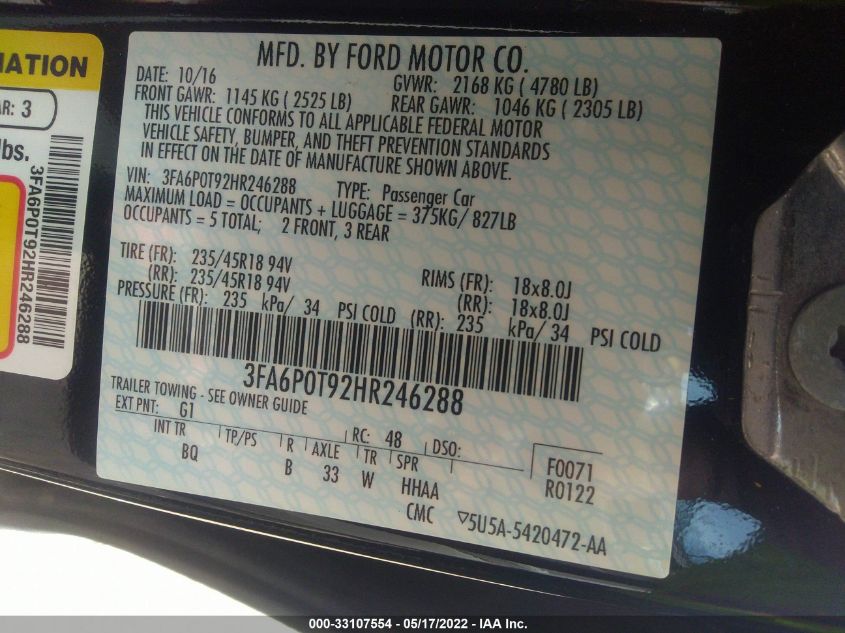 MFD. BY FORD MOTOR CO.
DATE: 10/16 GVWR: 2168 KG ( 4780 LB)
FRONT GAWR: 1145 KG ( 2525 LB) REAR GAWR: 1046 KG ( 2305 LB)
THIS VEHICLE CONFORMS TO ALL APPLICABLE FEDERAL MOTOR
VEHICLE SAFETY, BUMPER, AND THEFT PREVENTION STANDARDS
IN EFFECT ON THE DATE OF MANUFACTURE SHOWN ABOVE.
VIN: 3FA6P0T92HR246288 TYPE: Passenger Car
MAXIMUM LOAD = OCCUPANTS + LUGGAGE = 375KG/ 827LB
OCCUPANTS = 5 TOTAL; 2 FRONT, 3 REAR
TIRE (FR): 235/45R18 94V RIMS (FR): 18x8.0J
(RR): 235/45R18 94V (RR): 18x8.0J
PRESSURE (FR): 235 kPa/ 34 PSI COLD (RR): 235 kPa/ 34 PSI COLD
3FA6P0T92HR246288
TRAILER TOWING - SEE OWNER GUIDE
EXT PNT: G1 RC: 48 DSO:
INT TR TP/PS R AXLE TR SPR F0071
BQ B 33 W HHAA R0122
CMC ▽5U5A-5420472-AA
MATION
AR: 3
lbs.
3FA6P0T92HR246288
000-33107554 — 05/17/2022 — IAA Inc.